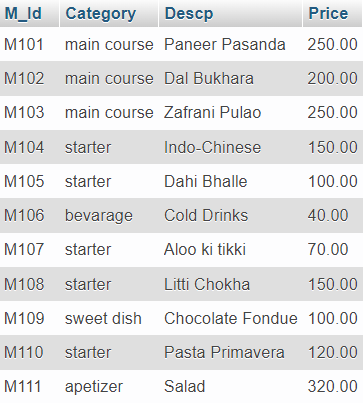 M_Id Category Descp Price
M101 main course Paneer Pasanda 250.00
M102 main course Dal Bukhara 200.00
M103 main course Zafrani Pulao 250.00
M104 starter Indo-Chinese 150.00
M105 starter Dahi Bhalle 100.00
M106 bevarage Cold Drinks 40.00
M107 starter Aloo ki tikki 70.00
M108 starter Litti Chokha 150.00
M109 sweet dish Chocolate Fondue 100.00
M110 starter Pasta Primavera 120.00
M111 apetizer Salad 320.00